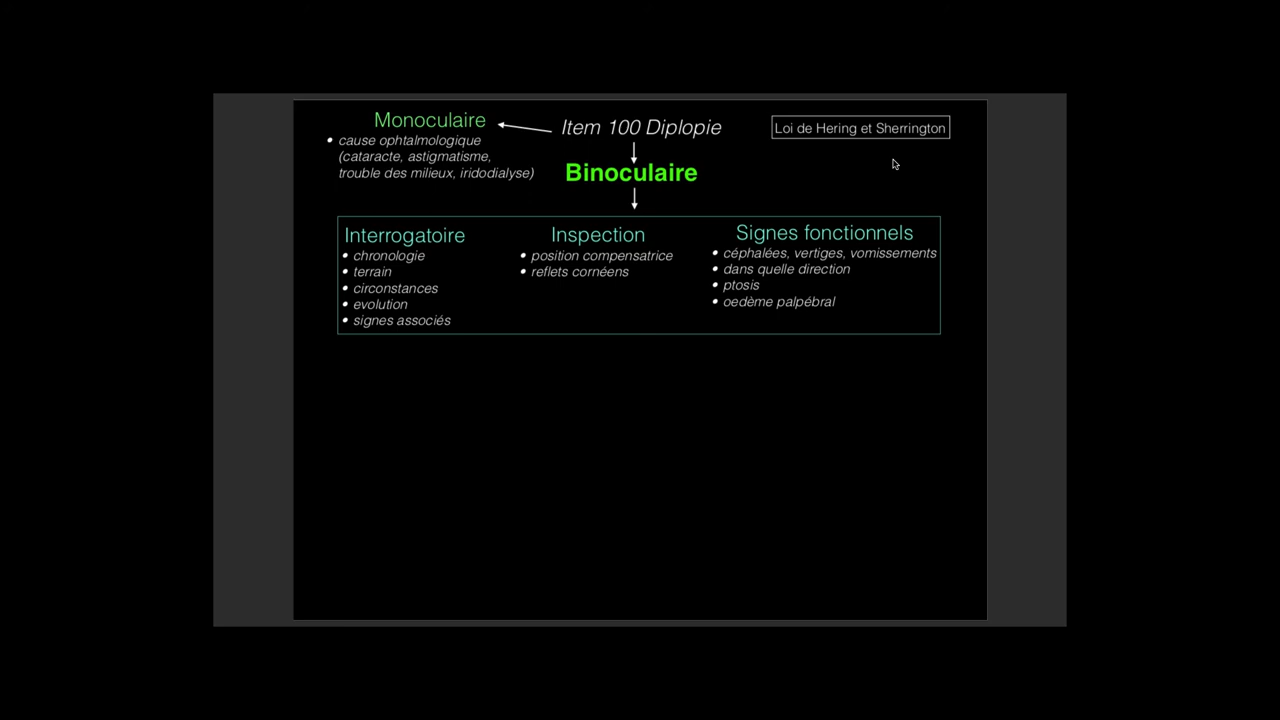 Monoculaire
• cause ophtalmologique
(cataracte, astigmatisme,
trouble des milieux, iridodialyse)
Item 100 Diplopie
Loi de Hering et Sherrington
Binoculaire
Interrogatoire
• chronologie
• terrain
• circonstances
• evolution
• signes associés
Inspection
• position compensatrice
• reflets cornéens
Signes fonctionnels
• céphalées, vertiges, vomissements
• dans quelle direction
• ptosis
• oedème palpébral